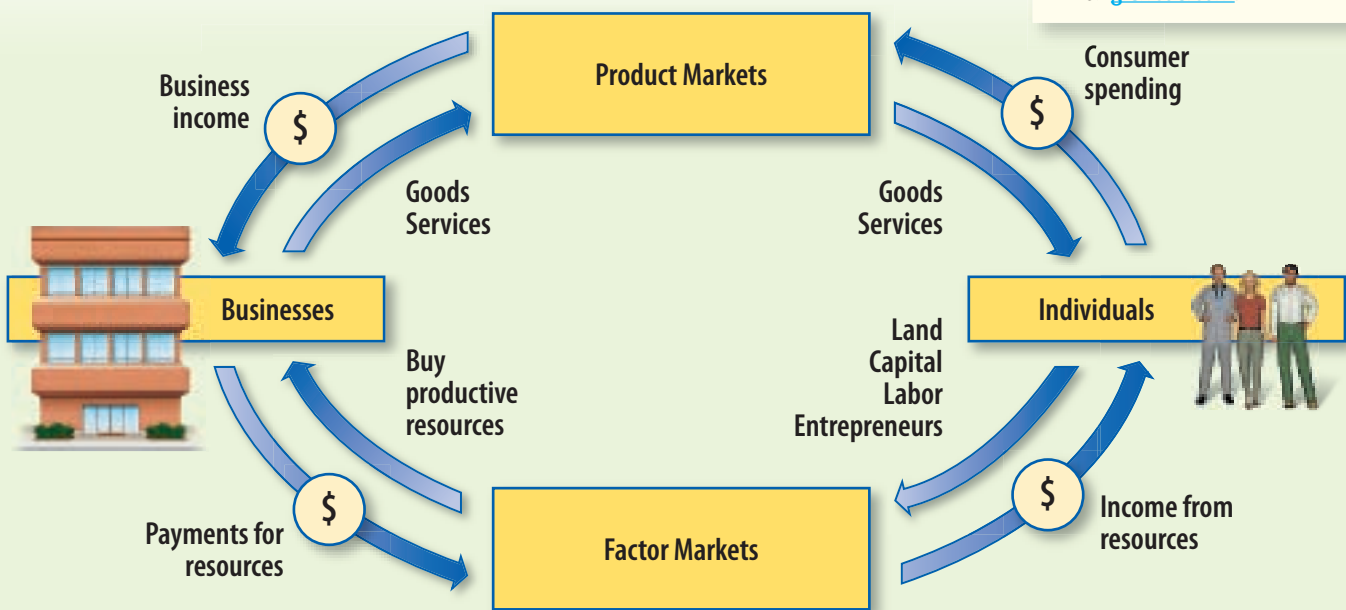 Product Markets
Business
income
$
Consumer
spending
$
Goods
Services
Goods
Services
Businesses
Individuals
Buy
productive
resources
Land
Capital
Labor
Entrepreneurs
$
Payments for
resources
Factor Markets
$
Income from
resources